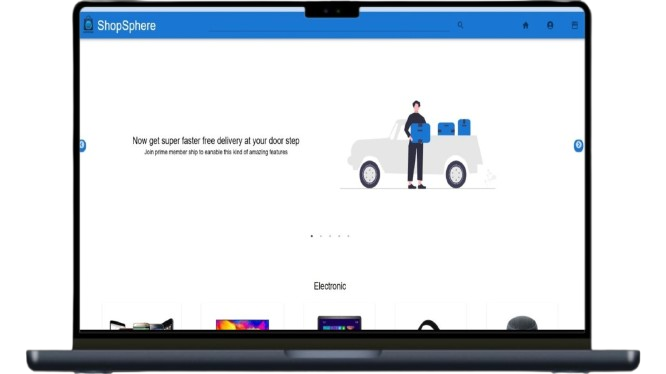 ShopSphere
Now get super faster free delivery at your door step
Join prime member ship to eanable this kind of amazing features
Electronic